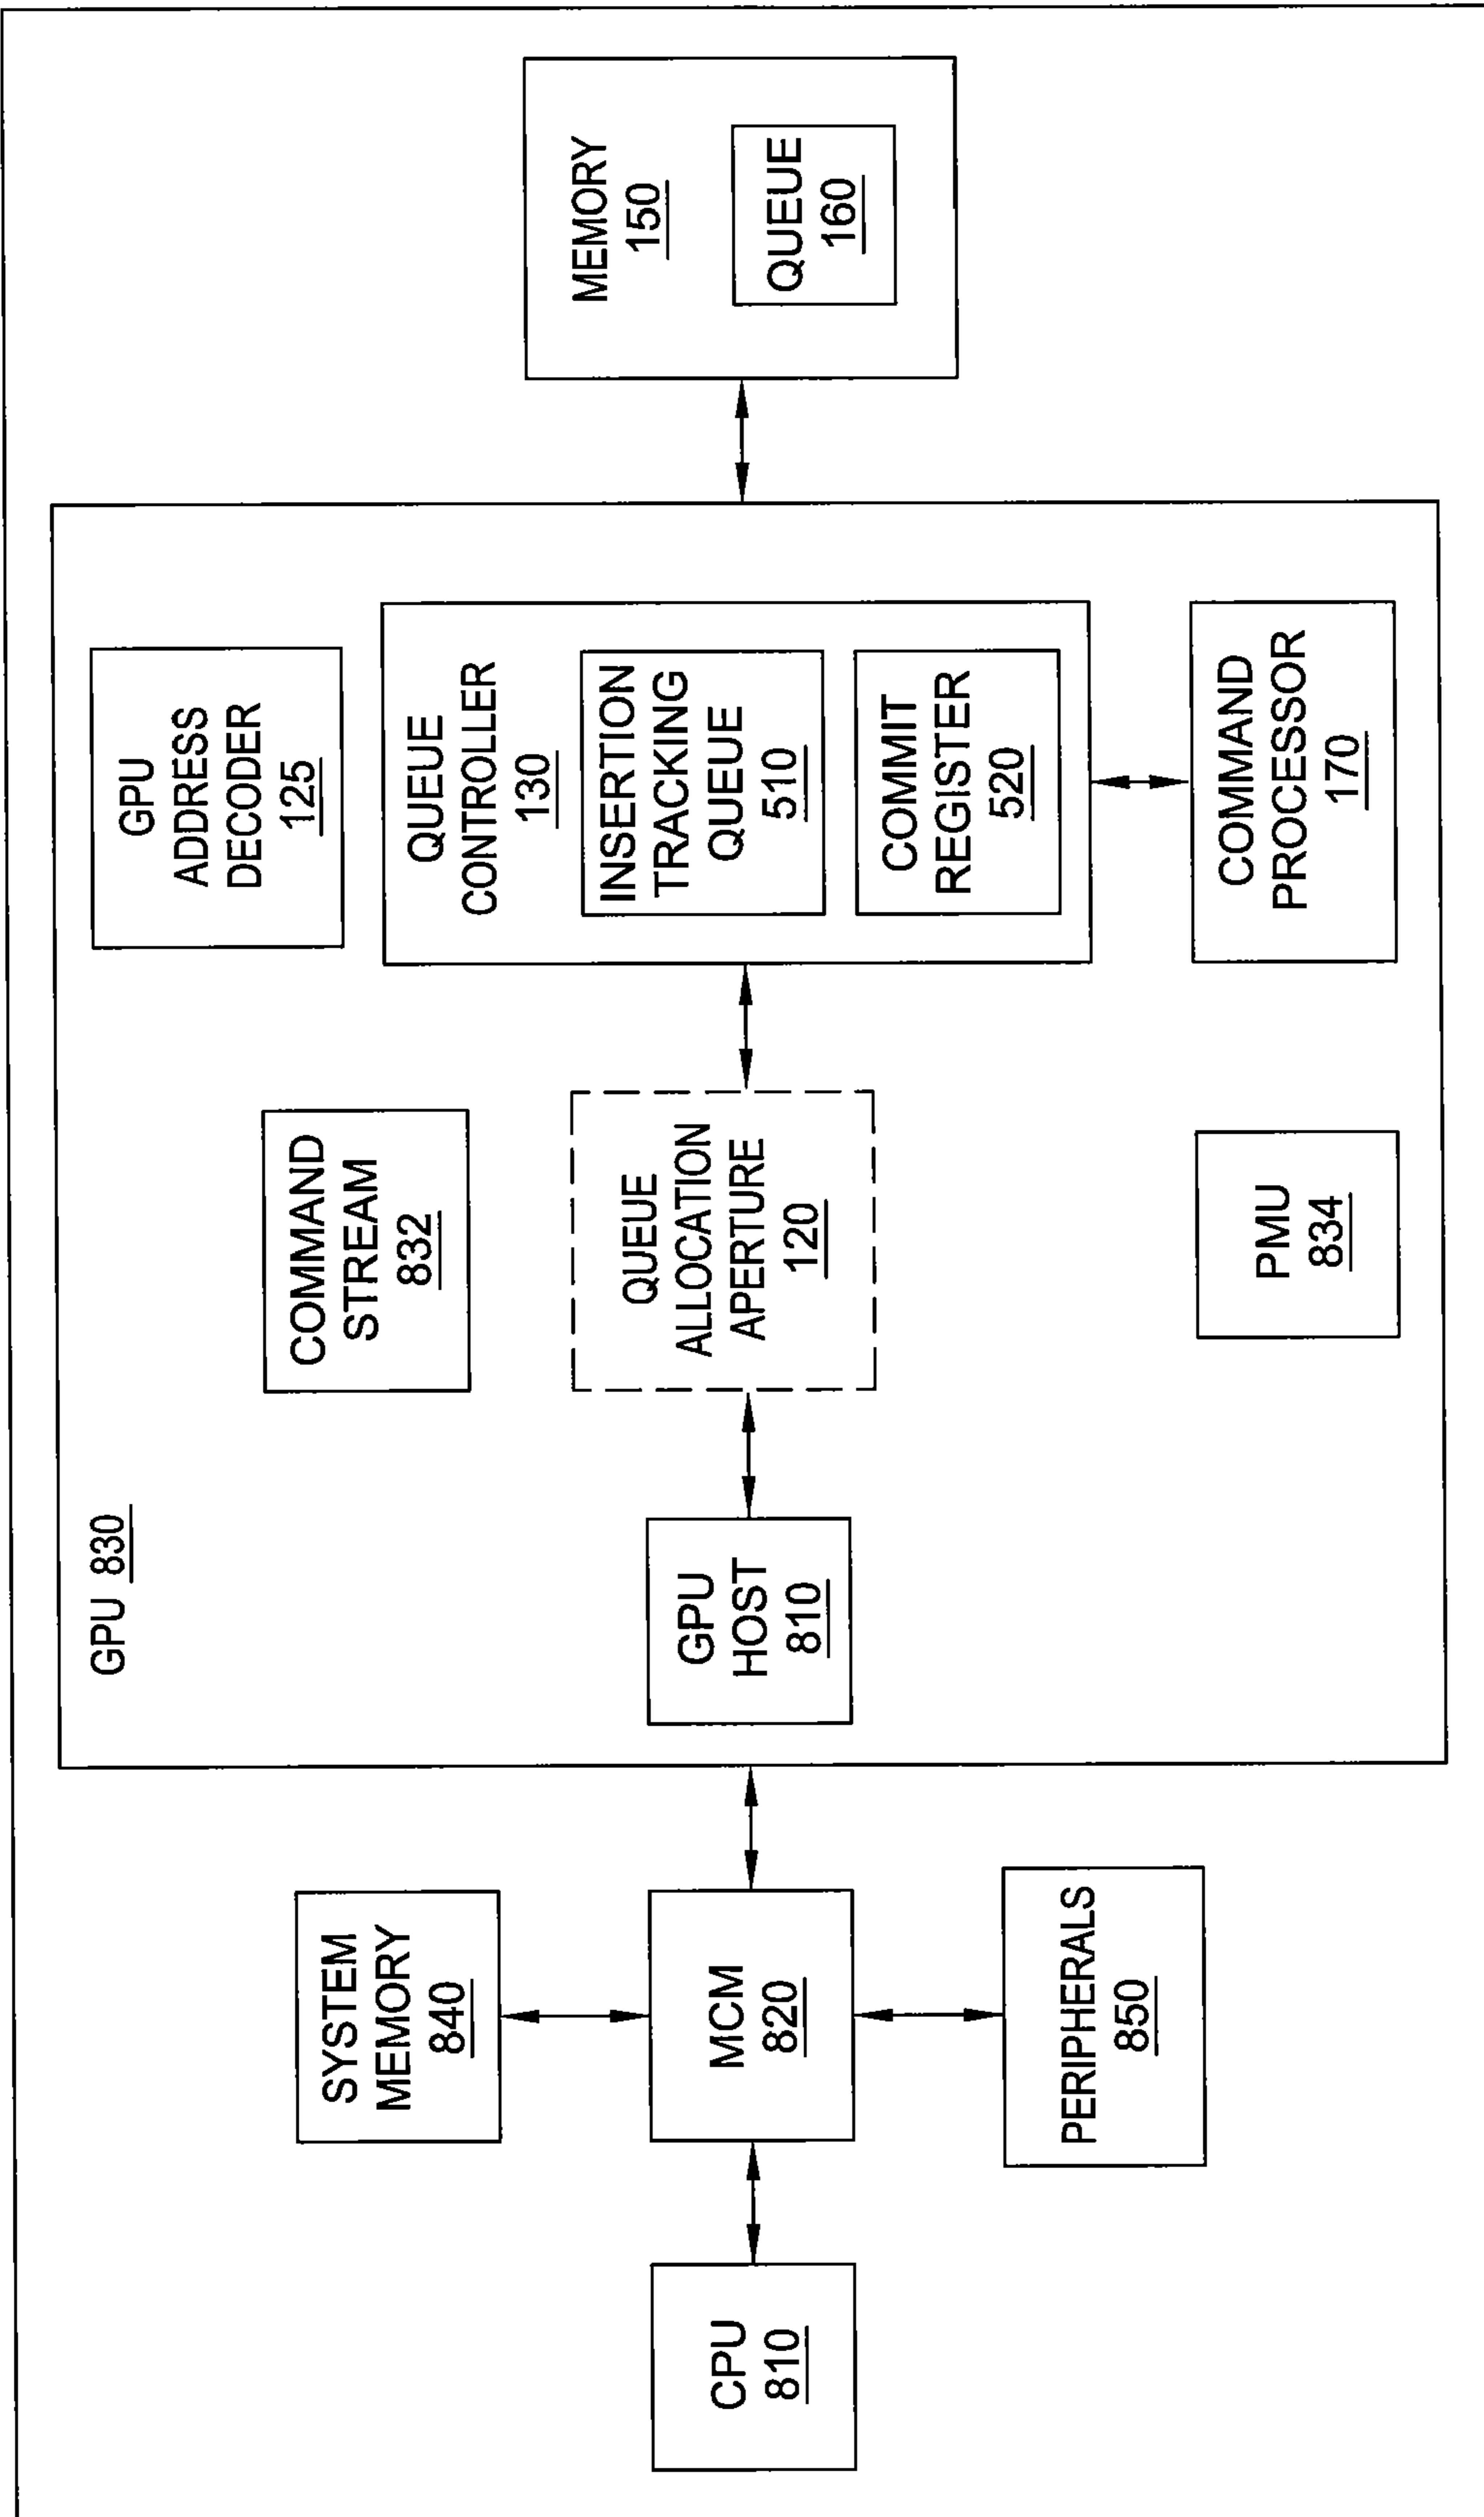 CPU
810
SYSTEM
MEMORY
840
MCM
820
PERIPHERALS
850
GPU 830
GPU
HOST
810
COMMAND
STREAM
832
QUEUE
ALLOCATION
APERTURE
120
PMU
834
GPU
ADDRESS
DECODER
125
QUEUE
CONTROLLER
130
INSERTION
TRACKING
QUEUE
510
COMMIT
REGISTER
520
COMMAND
PROCESSOR
170
MEMORY
150
QUEUE
160